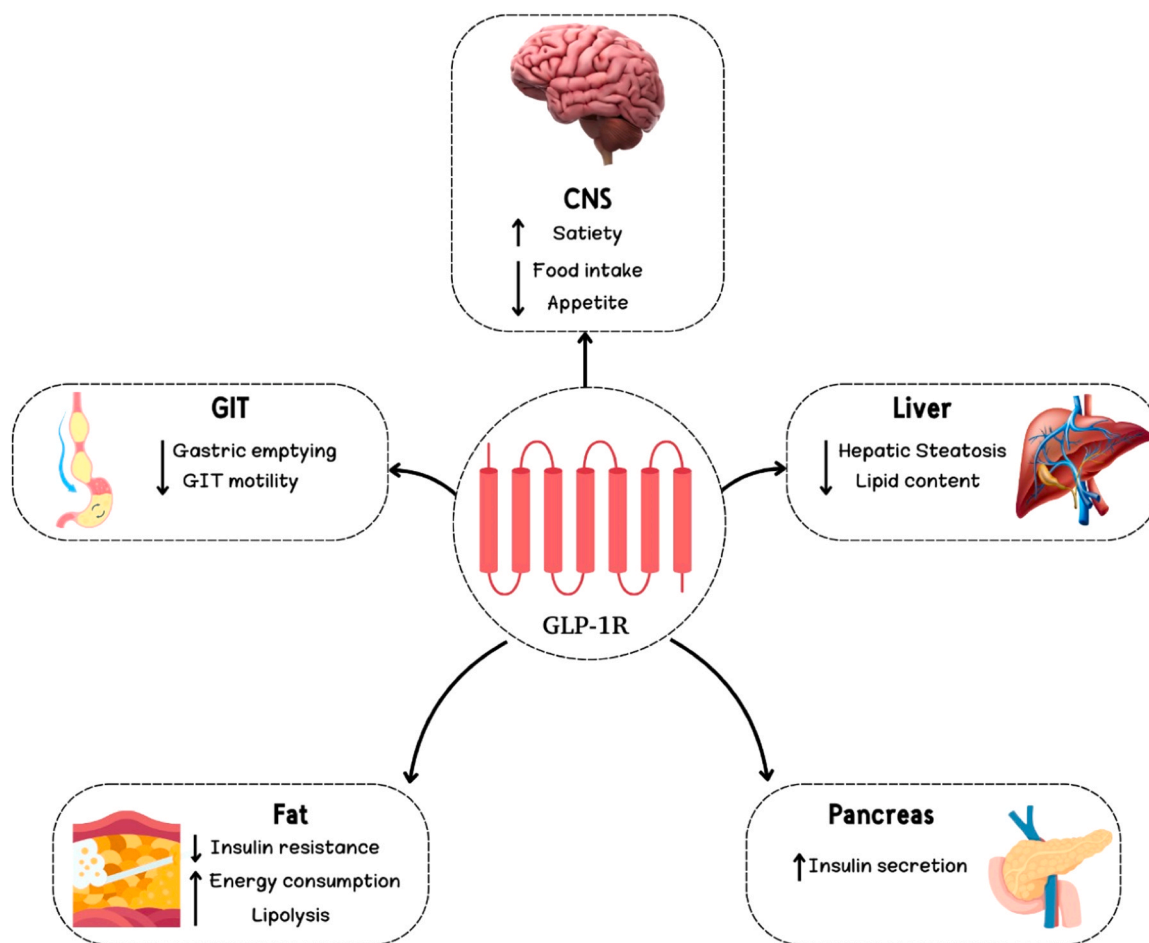 CNS
Satiety
Food intake
Appetite
GIT
Gastric emptying
GIT motility
Liver
Hepatic Steatosis
Lipid content
GLP-1R
Fat
Insulin resistance
Energy consumption
Lipolysis
Pancreas
Insulin secretion